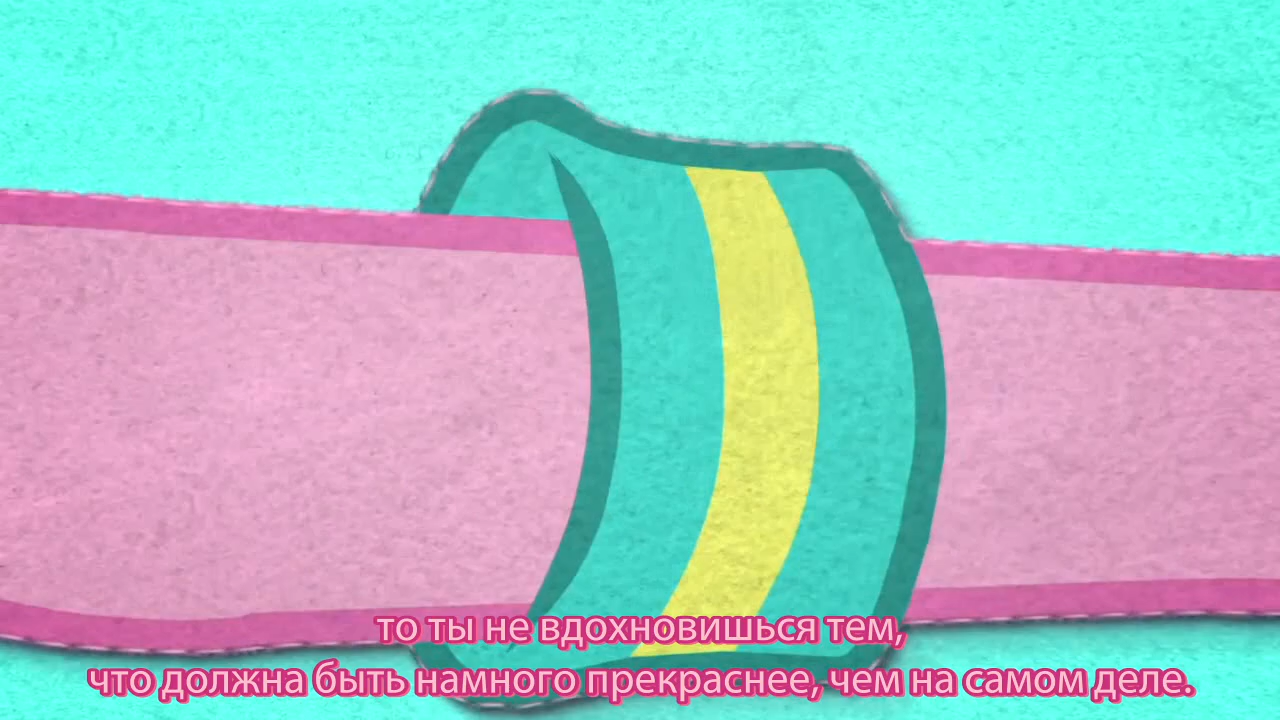 то ты не вдохновишься тем,
что должна быть намного прекраснее, чем на самом деле.